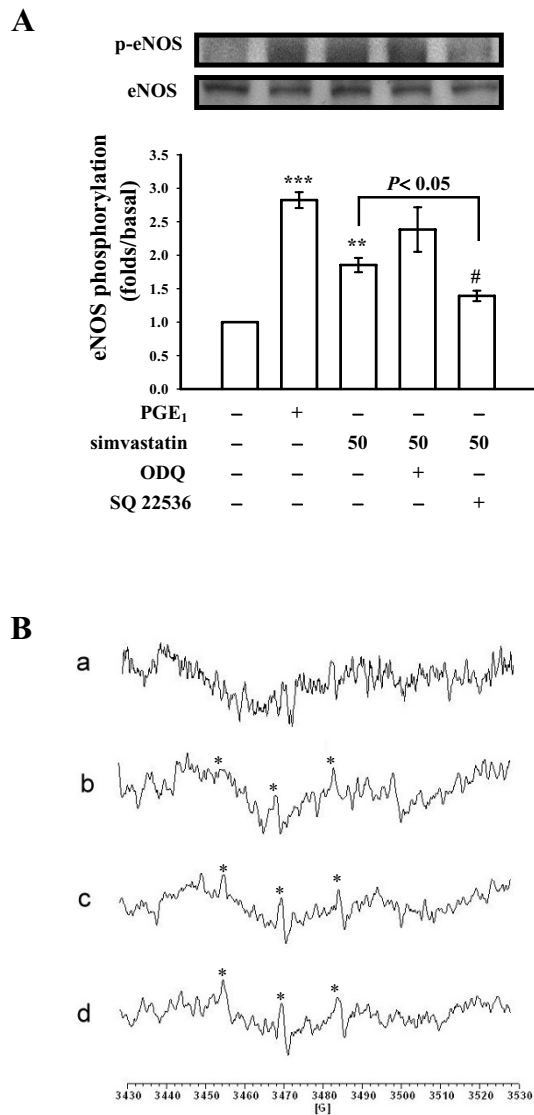 A
p-eNOS
eNOS
eNOS phosphorylation
(folds/basal)
3.5
3.0
2.5
2.0
1.5
1.0
0.5
0.0
***
**
P< 0.05
#
PGE₁ – + – – –
simvastatin – – 50 50 50
ODQ – – – + –
SQ 22536 – – – – +
B
a
b * * *
c * * *
d * * *
3430 3440 3450 3460 3470 3480 3490 3500 3510 3520 3530
[G]